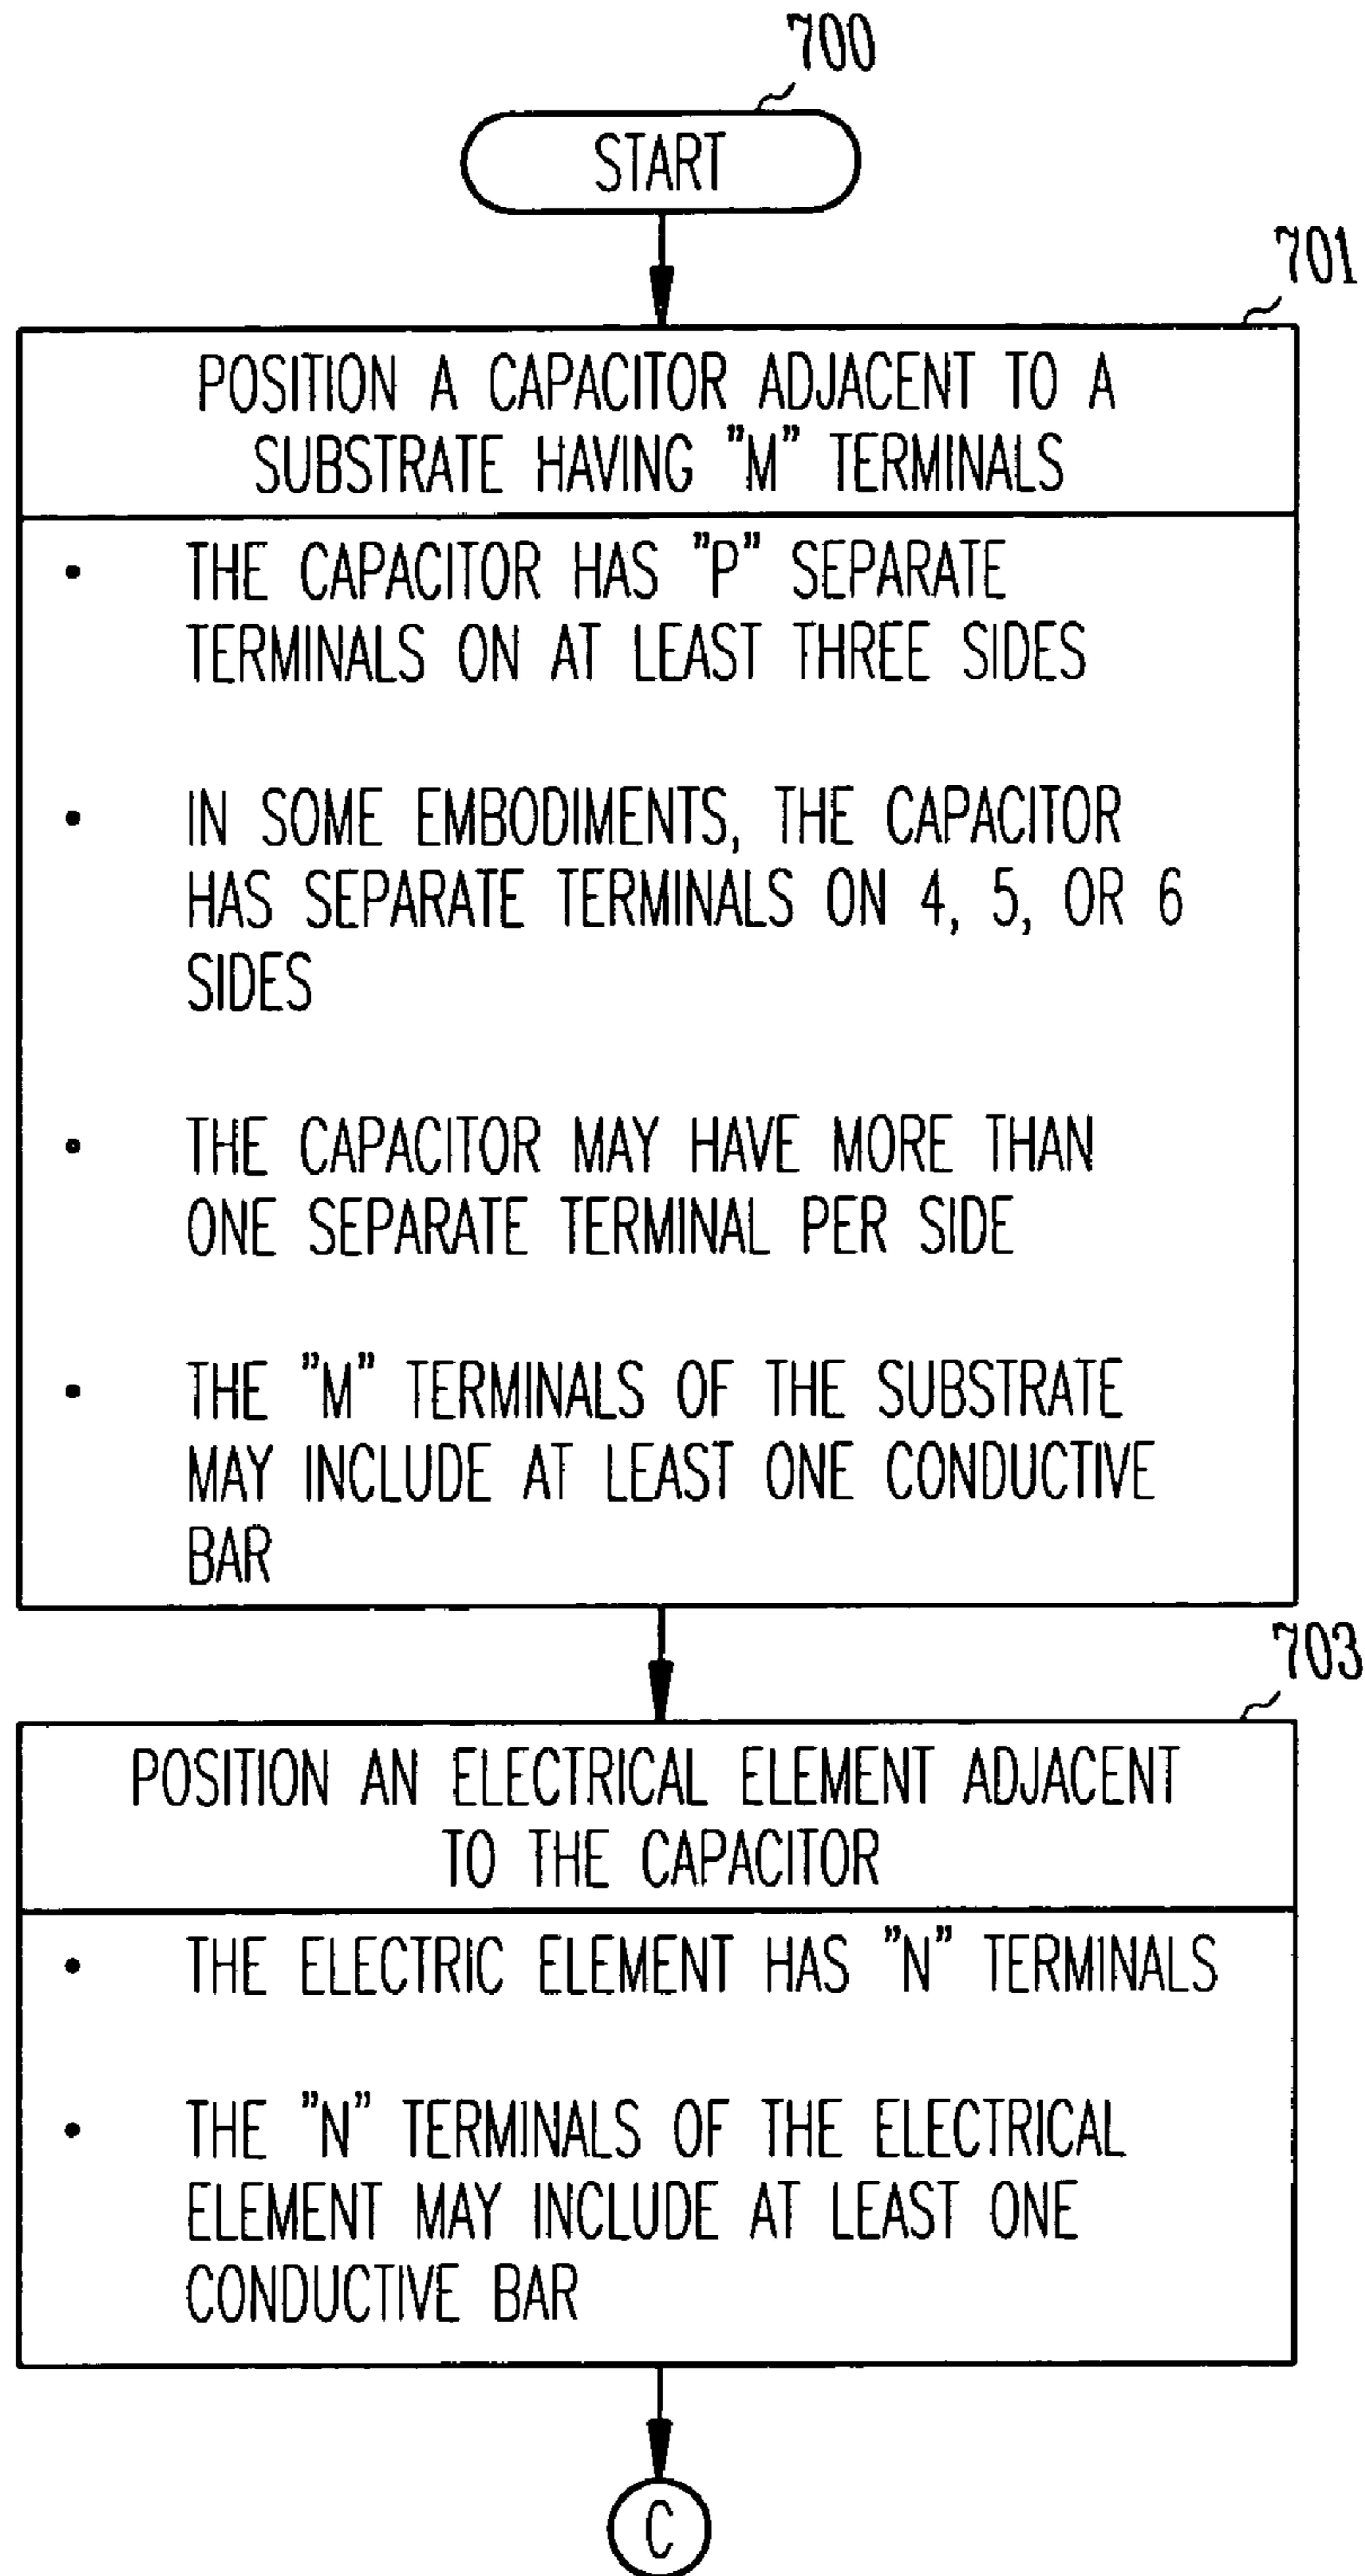 700
START
701
POSITION A CAPACITOR ADJACENT TO A
SUBSTRATE HAVING "M" TERMINALS
• THE CAPACITOR HAS "P" SEPARATE
TERMINALS ON AT LEAST THREE SIDES
• IN SOME EMBODIMENTS, THE CAPACITOR
HAS SEPARATE TERMINALS ON 4, 5, OR 6
SIDES
• THE CAPACITOR MAY HAVE MORE THAN
ONE SEPARATE TERMINAL PER SIDE
• THE "M" TERMINALS OF THE SUBSTRATE
MAY INCLUDE AT LEAST ONE CONDUCTIVE
BAR
703
POSITION AN ELECTRICAL ELEMENT ADJACENT
TO THE CAPACITOR
• THE ELECTRIC ELEMENT HAS "N" TERMINALS
• THE "N" TERMINALS OF THE ELECTRICAL
ELEMENT MAY INCLUDE AT LEAST ONE
CONDUCTIVE BAR
C